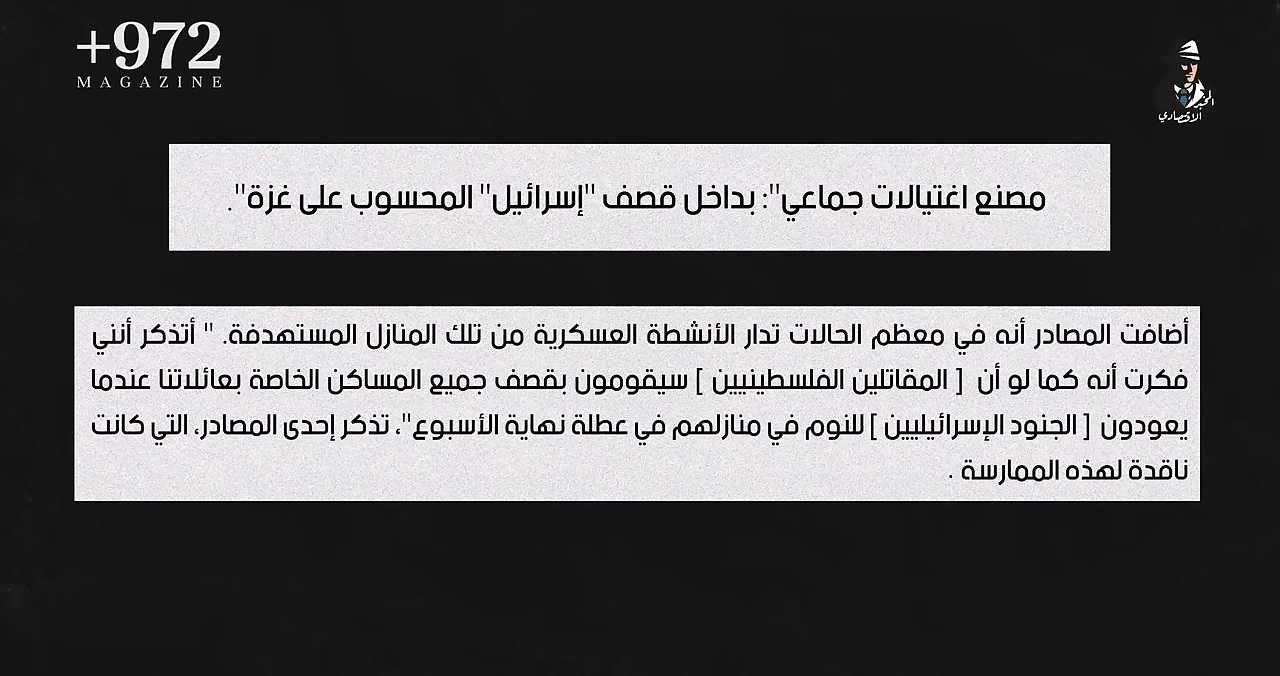 +972
MAGAZINE
المخبر
الاقتصادي
مصنع اغتيالات جماعي": بداخل قصف "إسرائيل" المحسوب على غزة".
أضافت المصادر أنه في معظم الحالات تدار الأنشطة العسكرية من تلك المنازل المستهدفة. " أتذكر أنني
فكرت أنه كما لو أن [ المقاتلين الفلسطينيين ] سيقومون بقصف جميع المساكن الخاصة بعائلاتنا عندما
يعودون [ الجنود الإسرائيليين ] للنوم في منازلهم في عطلة نهاية الأسبوع"، تذكر إحدى المصادر، التي كانت
ناقدة لهذه الممارسة .